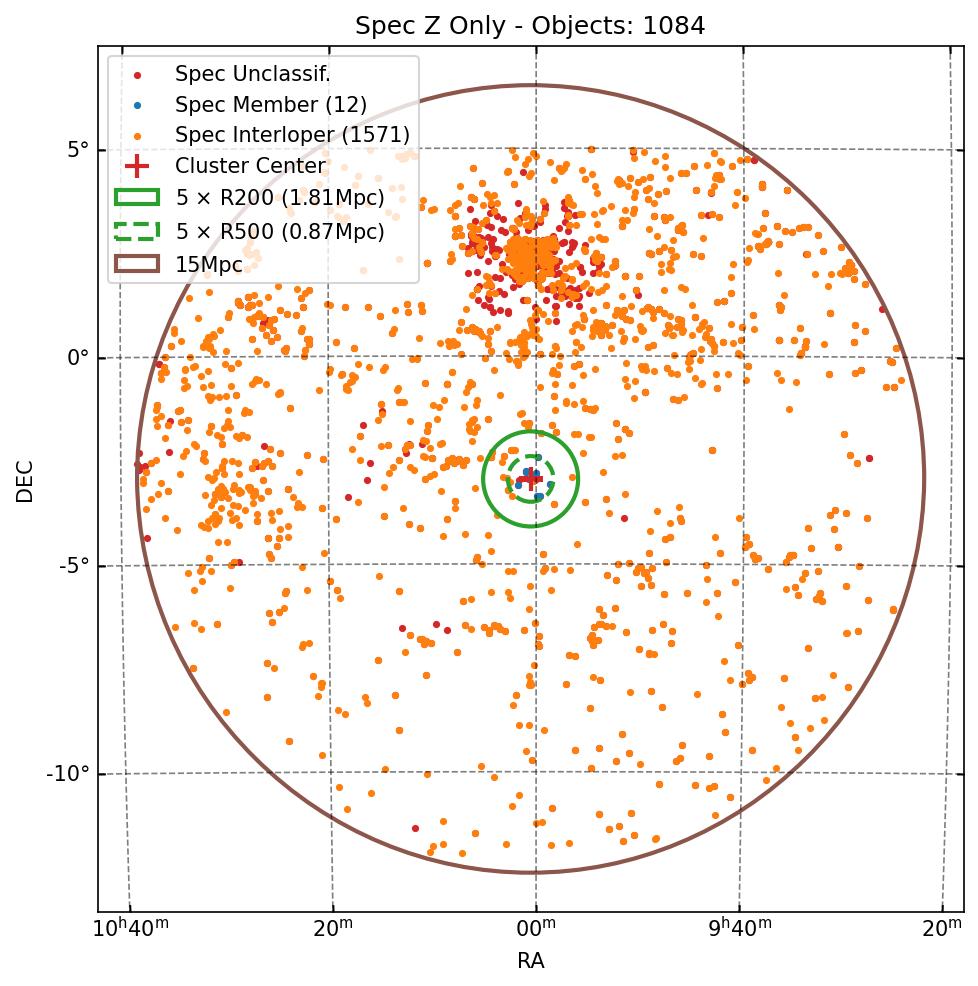 Spec Z Only - Objects: 1084
Spec Unclassif.
Spec Member (12)
Spec Interloper (1571)
Cluster Center
5 × R200 (1.81Mpc)
5 × R500 (0.87Mpc)
15Mpc
5°
0°
-5°
-10°
DEC
10ʰ40ᵐ 20ᵐ 00ᵐ 9ʰ40ᵐ 20ᵐ
RA